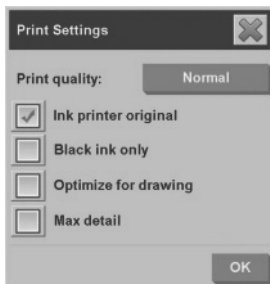 Print Settings
Print quality: Normal
Ink printer original
Black ink only
Optimize for drawing
Max detail
OK